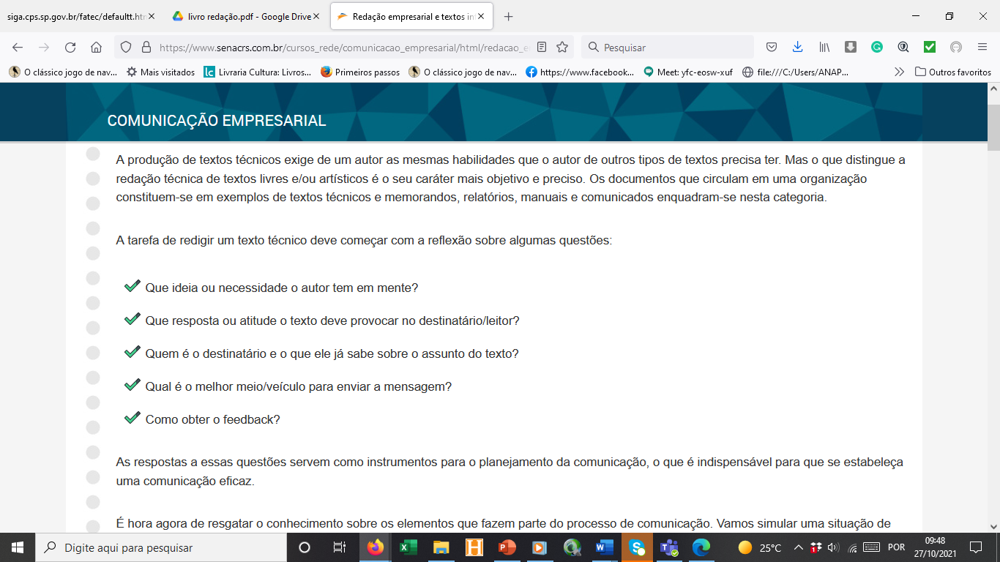 siga.cps.sp.gov.br/fatec/defaultt.htm
livro redação.pdf - Google Drive
Redação empresarial e textos inf
https://www.senacrs.com.br/cursos_rede/comunicacao_empresarial/html/redacao_e
Pesquisar
O clássico jogo de nav...
Mais visitados
Livraria Cultura: Livros...
Primeiros passos
O clássico jogo de nav...
https://www.facebook...
Meet: yfc-eosw-xuf
file:///C:/Users/ANAP...
Outros favoritos
COMUNICAÇÃO EMPRESARIAL
A produção de textos técnicos exige de um autor as mesmas habilidades que o autor de outros tipos de textos precisa ter. Mas o que distingue a
redação técnica de textos livres e/ou artísticos é o seu caráter mais objetivo e preciso. Os documentos que circulam em uma organização
constituem-se em exemplos de textos técnicos e memorandos, relatórios, manuais e comunicados enquadram-se nesta categoria.
A tarefa de redigir um texto técnico deve começar com a reflexão sobre algumas questões:
Que ideia ou necessidade o autor tem em mente?
Que resposta ou atitude o texto deve provocar no destinatário/leitor?
Quem é o destinatário e o que ele já sabe sobre o assunto do texto?
Qual é o melhor meio/veículo para enviar a mensagem?
Como obter o feedback?
As respostas a essas questões servem como instrumentos para o planejamento da comunicação, o que é indispensável para que se estabeleça
uma comunicação eficaz.
É hora agora de resgatar o conhecimento sobre os elementos que fazem parte do processo de comunicação. Vamos simular uma situação de
Digite aqui para pesquisar
25°C
POR
09:48
27/10/2021